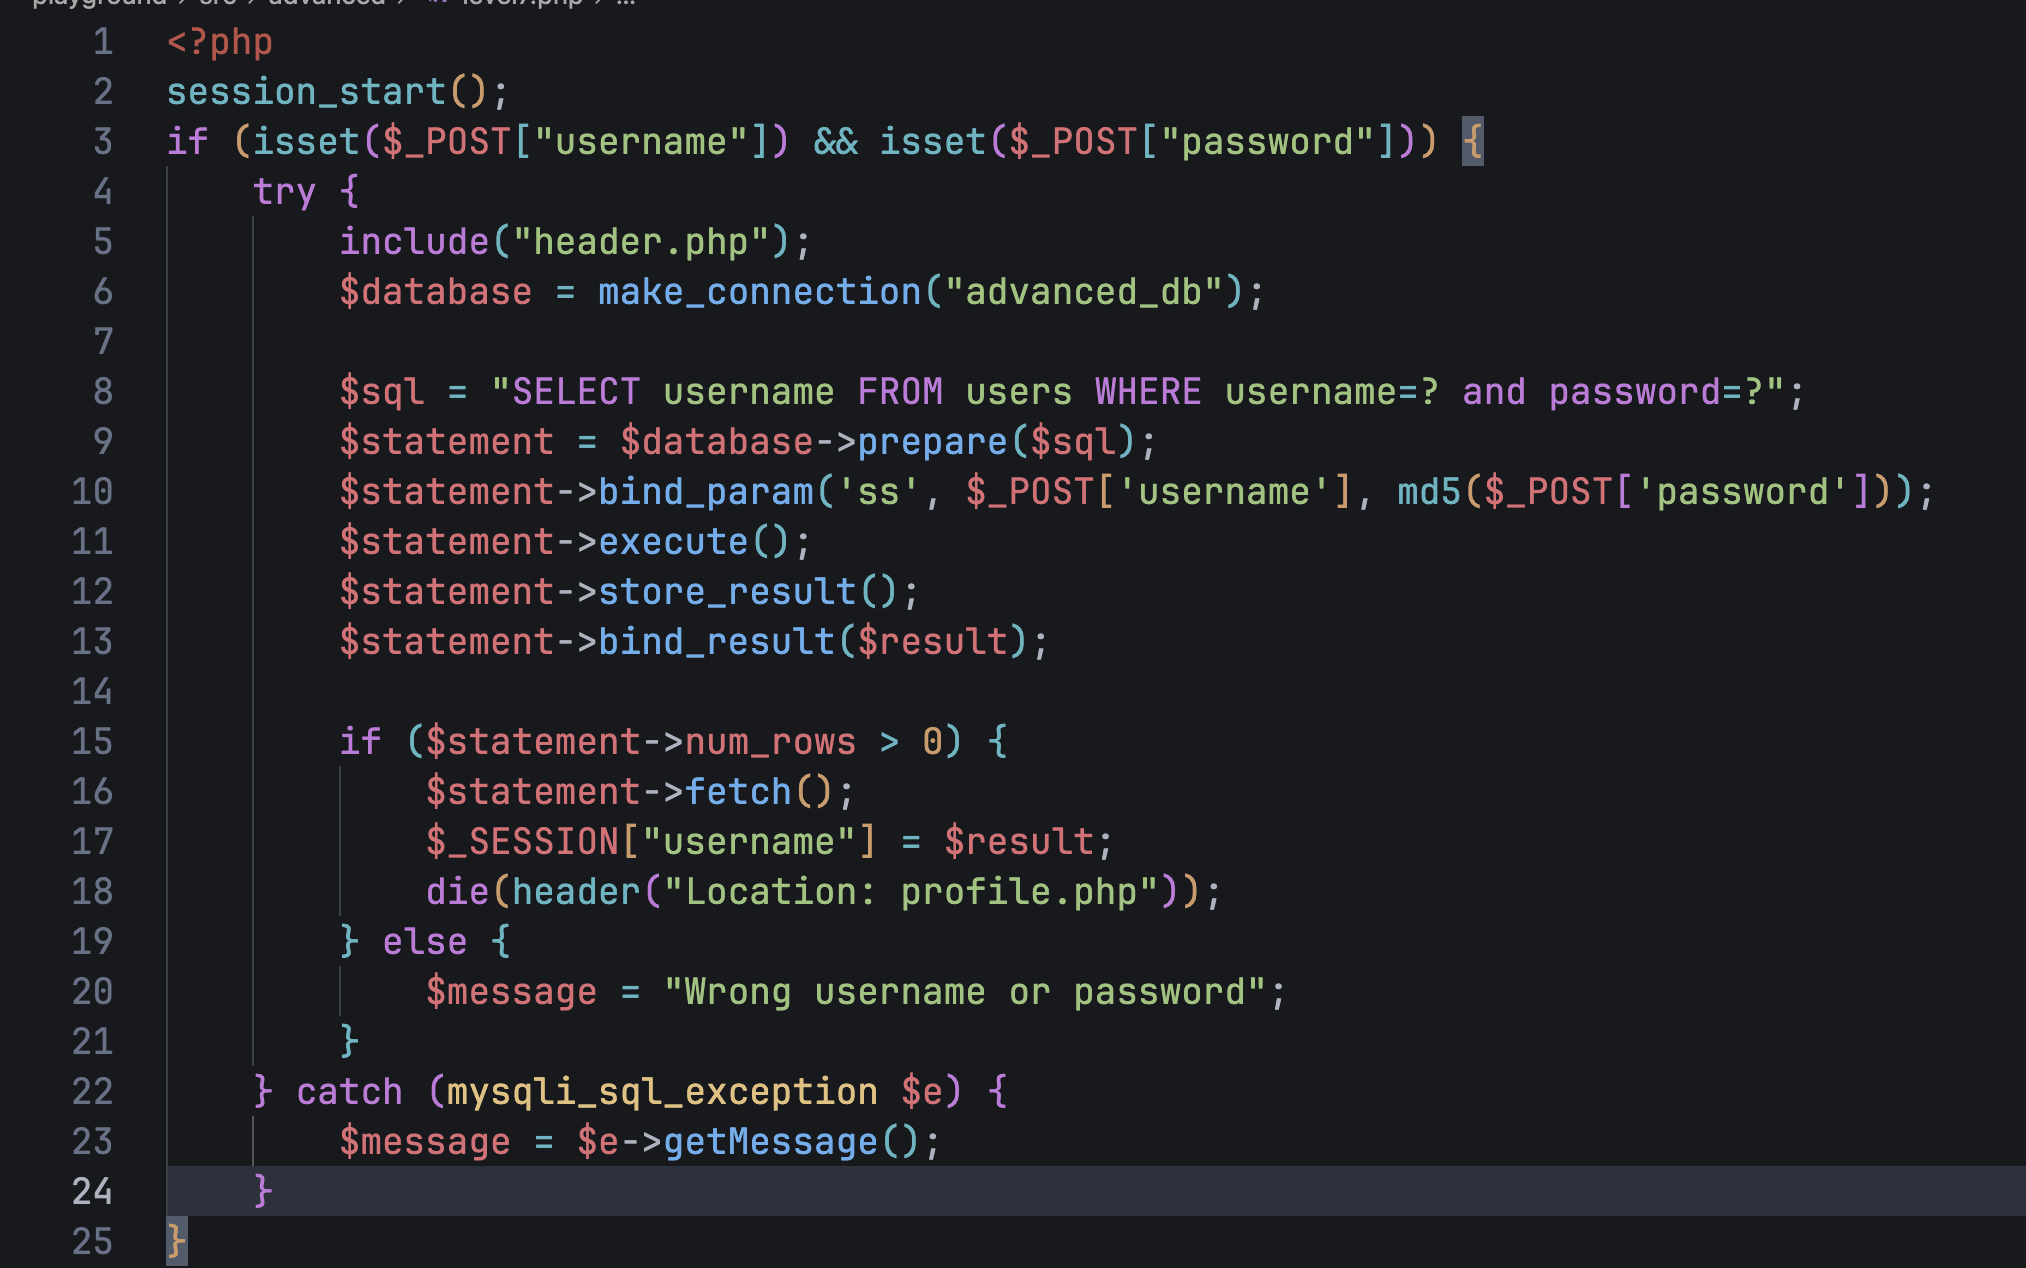 playground > src > advanced > level7.php > ...
1 <?php
2 session_start();
3 if (isset($_POST["username"]) && isset($_POST["password"])) {
4     try {
5         include("header.php");
6         $database = make_connection("advanced_db");
7
8         $sql = "SELECT username FROM users WHERE username=? and password=?";
9         $statement = $database->prepare($sql);
10         $statement->bind_param('ss', $_POST['username'], md5($_POST['password']));
11         $statement->execute();
12         $statement->store_result();
13         $statement->bind_result($result);
14
15         if ($statement->num_rows > 0) {
16             $statement->fetch();
17             $_SESSION["username"] = $result;
18             die(header("Location: profile.php"));
19         } else {
20             $message = "Wrong username or password";
21         }
22     } catch (mysqli_sql_exception $e) {
23         $message = $e->getMessage();
24     }
25 }